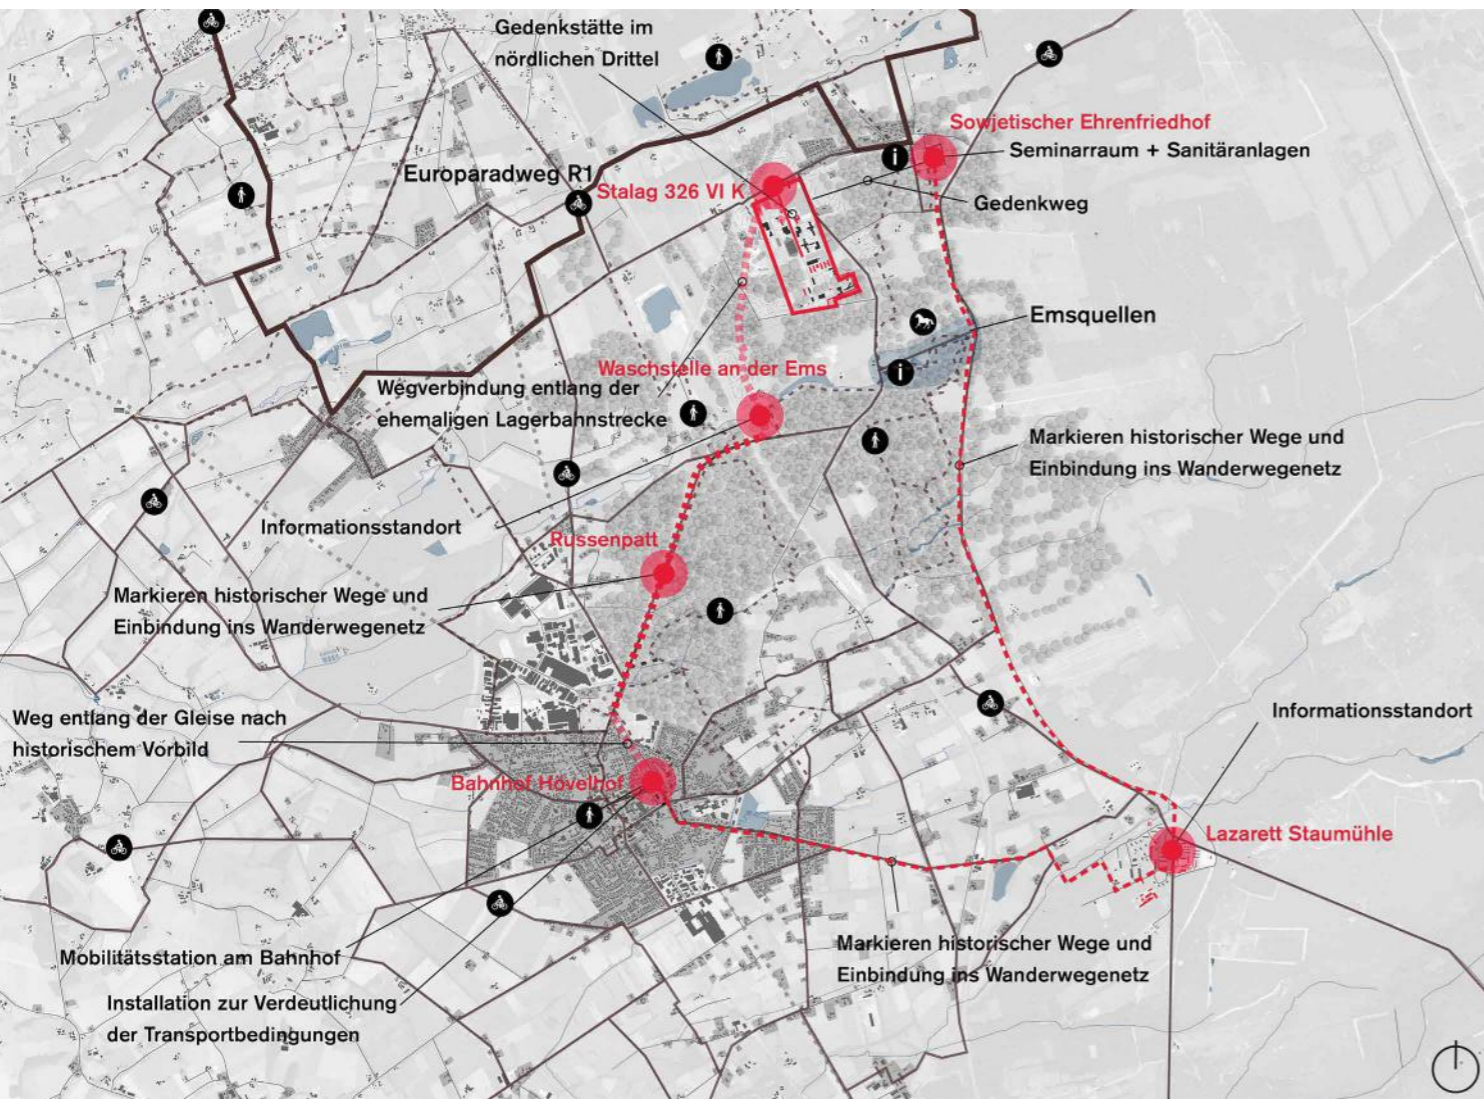 Gedenkstätte im
nördlichen Drittel
Sowjetischer Ehrenfriedhof
Seminarraum + Sanitäranlagen
Europaradweg R1
Stalag 326 VI K
Gedenkweg
Emsquellen
Waschstelle an der Ems
Wegverbindung entlang der
ehemaligen Lagerbahnstrecke
Markieren historischer Wege und
Einbindung ins Wanderwegenetz
Informationsstandort
Russenpatt
Markieren historischer Wege und
Einbindung ins Wanderwegenetz
Weg entlang der Gleise nach
historischem Vorbild
Informationsstandort
Bahnhof Hövelhof
Lazarett Staumühle
Markieren historischer Wege und
Einbindung ins Wanderwegenetz
Mobilitätsstation am Bahnhof
Installation zur Verdeutlichung
der Transportbedingungen
i
i